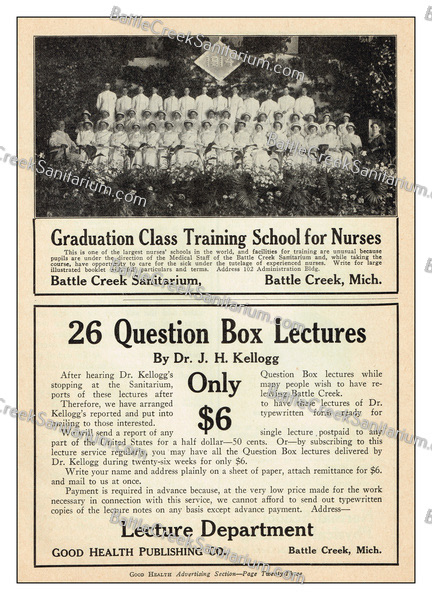 BattleCreekSanitarium.com
1914
Graduation Class Training School for Nurses
This is one of the largest nurses' schools in the world, and facilities for training are unusual because
pupils are under the direction of the Medical Staff of the Battle Creek Sanitarium and, while taking the
course, have opportunity to care for the sick under the tutelage of experienced nurses. Write for large
illustrated booklet particulars and terms. Address 102 Administration Bldg.
Battle Creek Sanitarium, Battle Creek, Mich.
26 Question Box Lectures
By Dr. J. H. Kellogg
After hearing Dr. Kellogg's Question Box lectures while
stopping at the Sanitarium, many people wish to have re-
ports of these lectures after leaving Battle Creek.
Therefore, we have arranged to have these lectures of Dr.
Kellogg's reported and put into typewritten form ready for
mailing to those interested.
Only
$6
We will send a report of any single lecture postpaid to any
part of the United States for a half dollar—50 cents. Or—by subscribing to this
lecture service regularly you may have all the Question Box lectures delivered by
Dr. Kellogg during twenty-six weeks for only $6.
Write your name and address plainly on a sheet of paper, attach remittance for $6.
and mail to us at once.
Payment is required in advance because, at the very low price made for the work
necessary in connection with this service, we cannot afford to send out typewritten
copies of the lecture notes on any basis except advance payment. Address—
Lecture Department
GOOD HEALTH PUBLISHING CO. Battle Creek, Mich.
Good Health Advertising Section—Page Twenty-Three